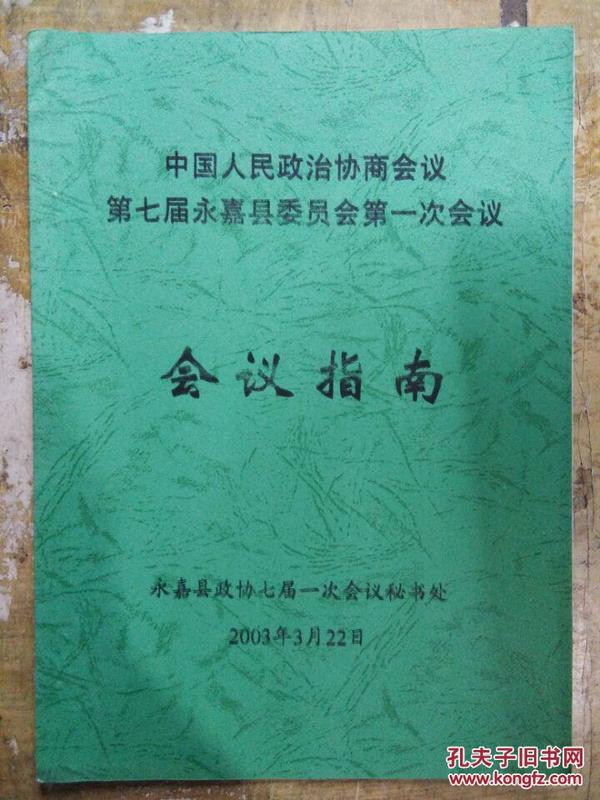 中国人民政治协商会议
第七届永嘉县委员会第一次会议
会议指南
永嘉县政协七届一次会议秘书处
2003年3月22日
孔夫子旧书网
www.kongfz.com